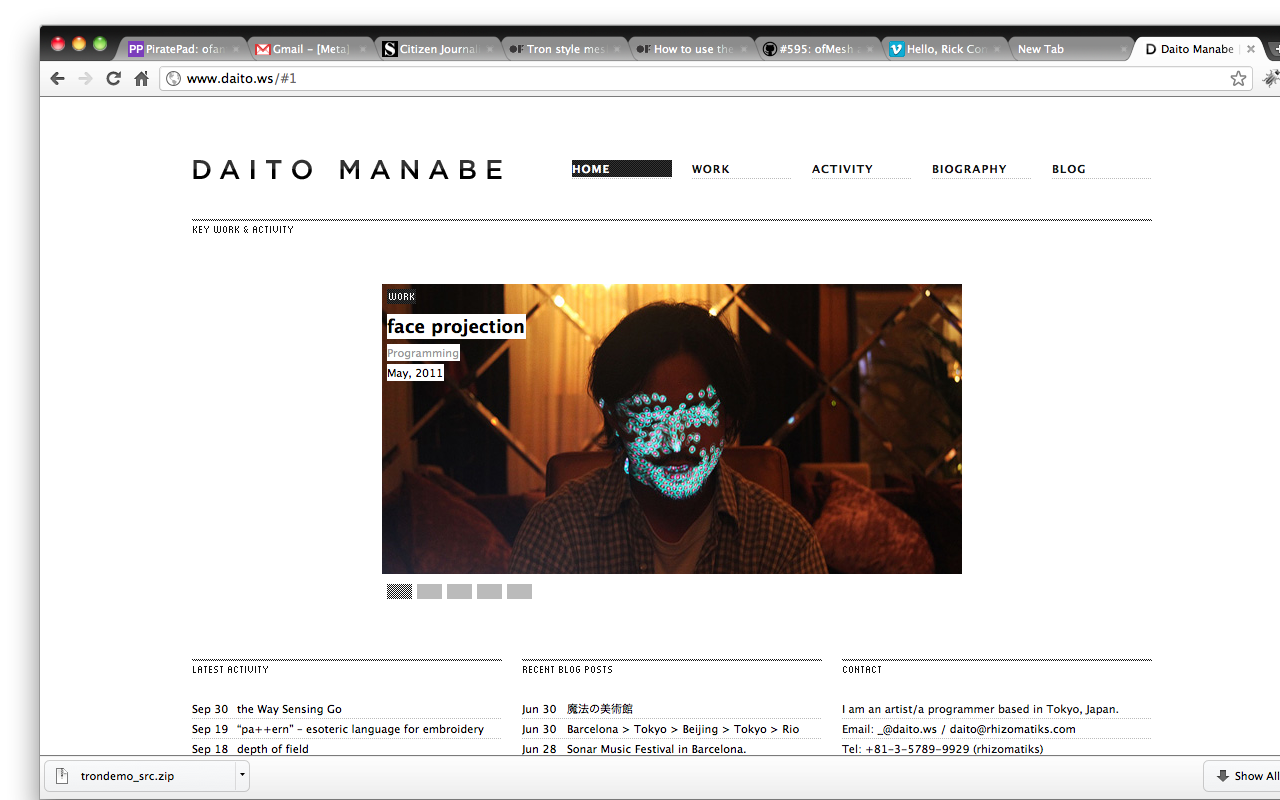 PiratePad: ofan
Gmail – [Meta]
Citizen Journal
Tron style mes
How to use the
#595: ofMesh
Hello, Rick Con
New Tab
Daito Manabe |
www.daito.ws/#1
DAITO MANABE
HOME
WORK
ACTIVITY
BIOGRAPHY
BLOG
KEY WORK & ACTIVITY
WORK
face projection
Programming
May, 2011
LATEST ACTIVITY
Sep 30 the Way Sensing Go
Sep 19 "pa++ern" – esoteric language for embroidery
Sep 18 depth of field
RECENT BLOG POSTS
Jun 30 魔法の美術館
Jun 30 Barcelona > Tokyo > Beijing > Tokyo > Rio
Jun 28 Sonar Music Festival in Barcelona.
CONTACT
I am an artist/a programmer based in Tokyo, Japan.
Email: _@daito.ws / daito@rhizomatiks.com
Tel: +81-3-5789-9929 (rhizomatiks)
trondemo_src.zip
Show All